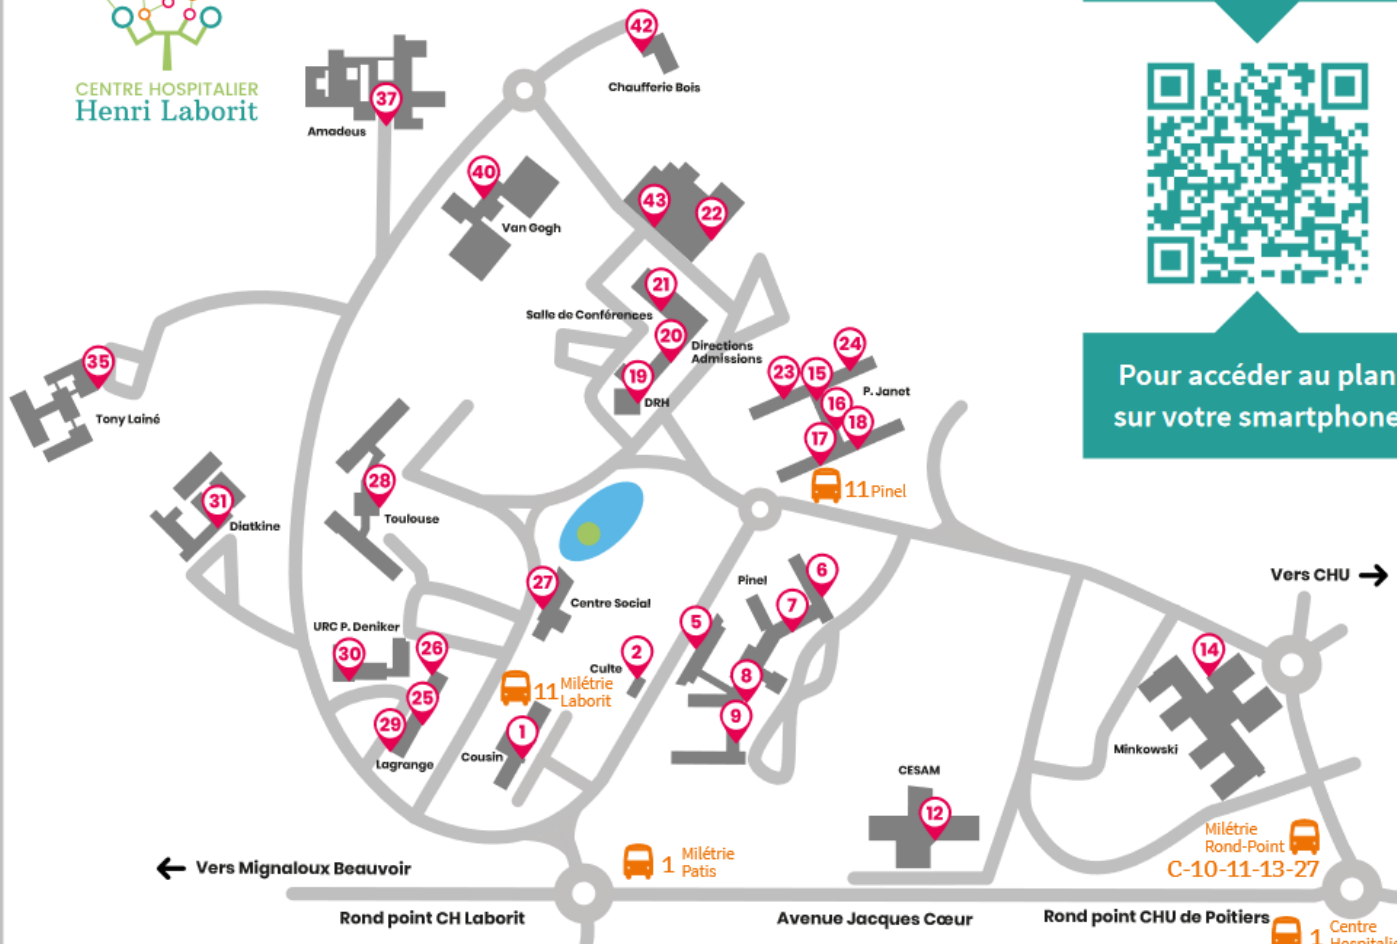 CENTRE HOSPITALIER
Henri Laborit
42
Chaufferie Bois
37
Amadeus
40
Van Gogh
43
22
21
Salle de Conférences
20
Directions
Admissions
19
DRH
24
23
15
P. Janet
16
18
17
11 Pinel
Pour accéder au plan
sur votre smartphone
35
Tony Lainé
28
Toulouse
31
Diatkine
27
Centre Social
Pinel
6
7
5
8
9
Vers CHU
URC P. Deniker
30
26
25
29
Lagrange
2
Culte
11 Milétrie
Laborit
1
Cousin
14
Minkowski
CESAM
12
Milétrie
Rond-Point
C-10-11-13-27
1 Milétrie
Patis
Vers Mignaloux Beauvoir
Rond point CH Laborit
Avenue Jacques Cœur
Rond point CHU de Poitiers
1 Centre